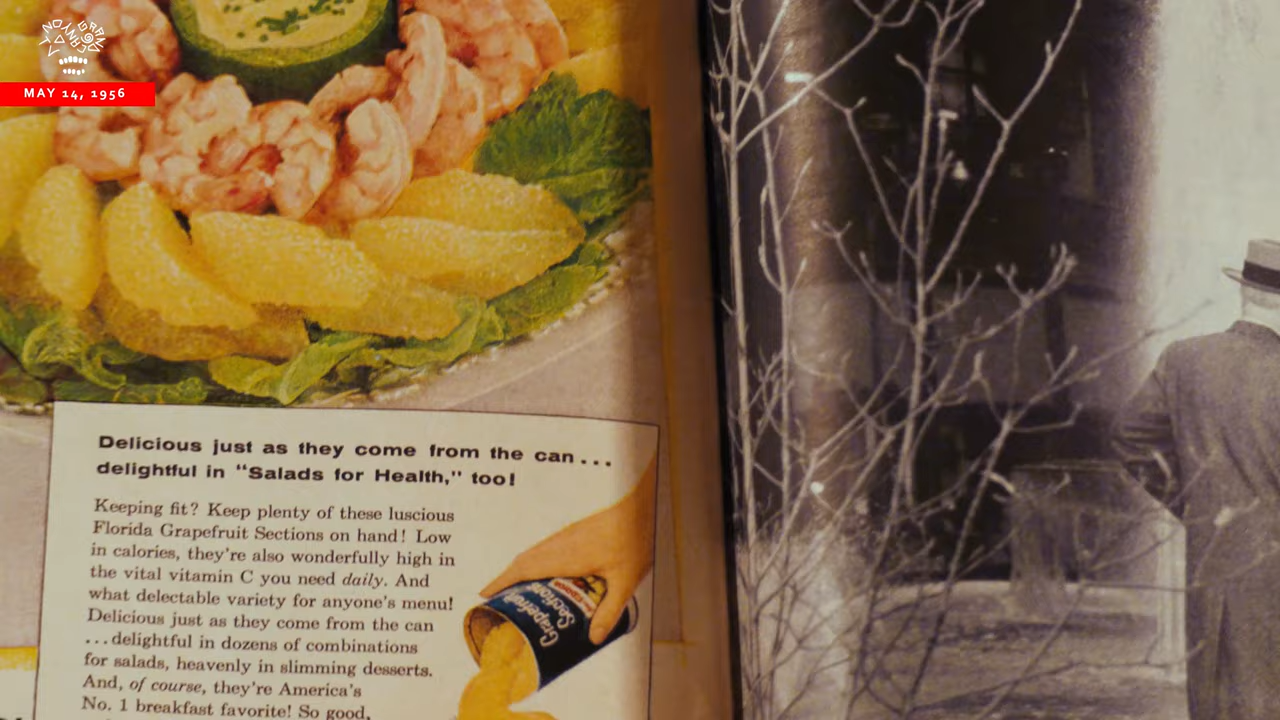 GRAND
CANYON
MAY 14, 1956
Delicious just as they come from the can...
delightful in "Salads for Health," too!
Keeping fit? Keep plenty of these luscious
Florida Grapefruit Sections on hand! Low
in calories, they're also wonderfully high in
the vital vitamin C you need daily. And
what delectable variety for anyone's menu!
Delicious just as they come from the can
...delightful in dozens of combinations
for salads, heavenly in slimming desserts.
And, of course, they're America's
No. 1 breakfast favorite! So good,
Grapefruit
Sections